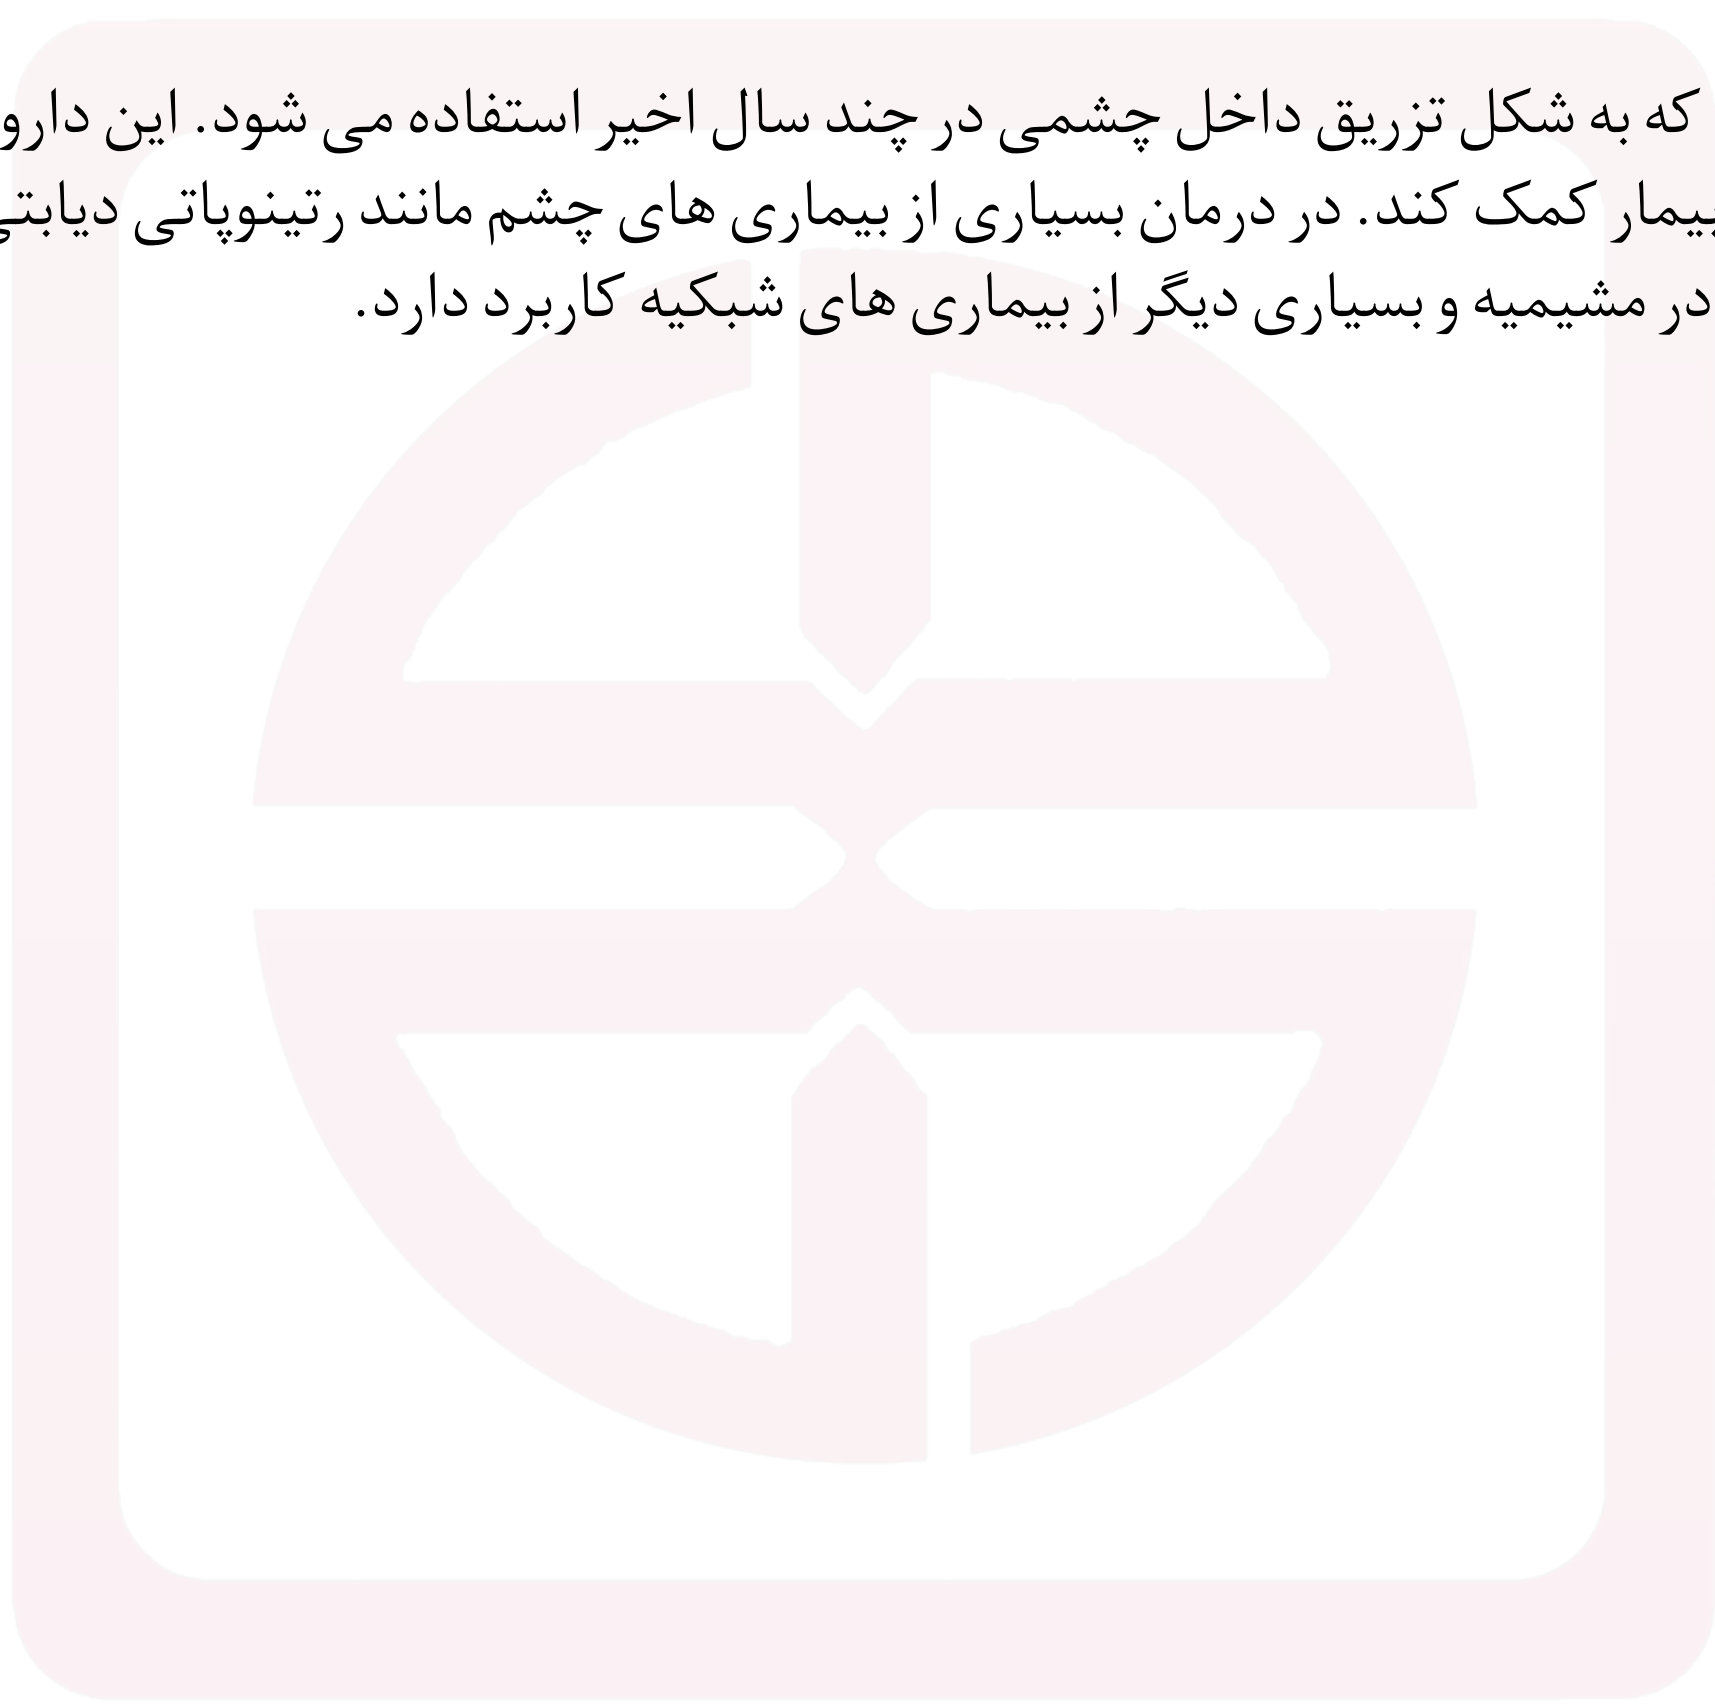 که به شکل تزریق داخل چشمی در چند سال اخیر استفاده می شود. این دارو
بیمار کمک کند. در درمان بسیاری از بیماری های چشم مانند رتینوپاتی دیابتی
در مشیمیه و بسیاری دیگر از بیماری های شبکیه کاربرد دارد.